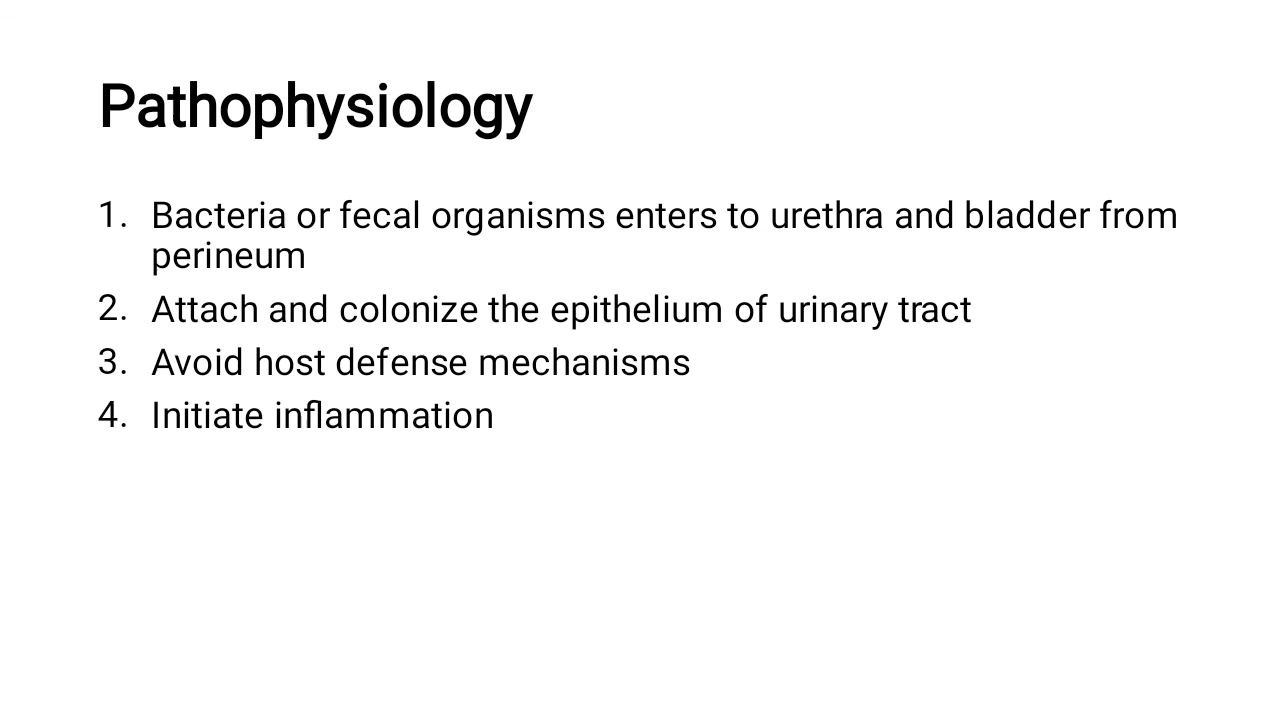 Pathophysiology
1. Bacteria or fecal organisms enters to urethra and bladder from
perineum
2. Attach and colonize the epithelium of urinary tract
3. Avoid host defense mechanisms
4. Initiate inflammation